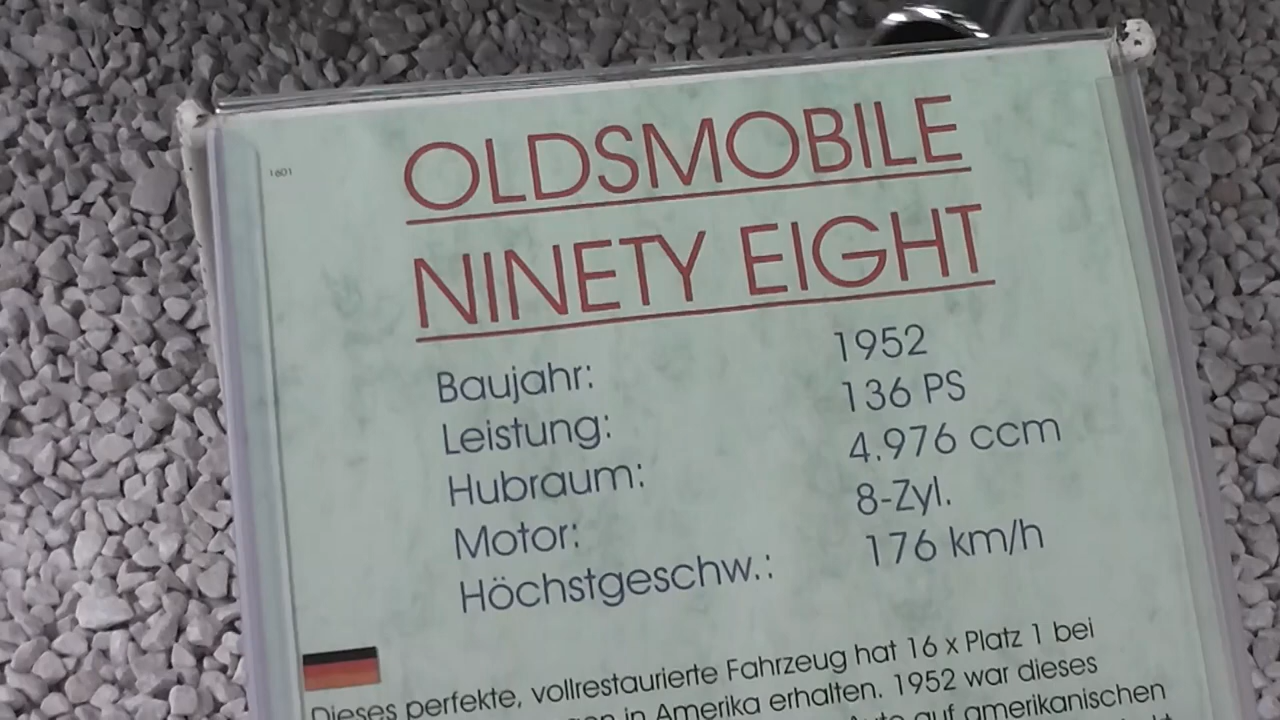 1601
OLDSMOBILE
NINETY EIGHT
Baujahr: 1952
Leistung: 136 PS
Hubraum: 4.976 ccm
Motor: 8-Zyl.
Höchstgeschw.: 176 km/h
Dieses perfekte, vollrestaurierte Fahrzeug hat 16 x Platz 1 bei
in Amerika erhalten. 1952 war dieses
auf amerikanischen